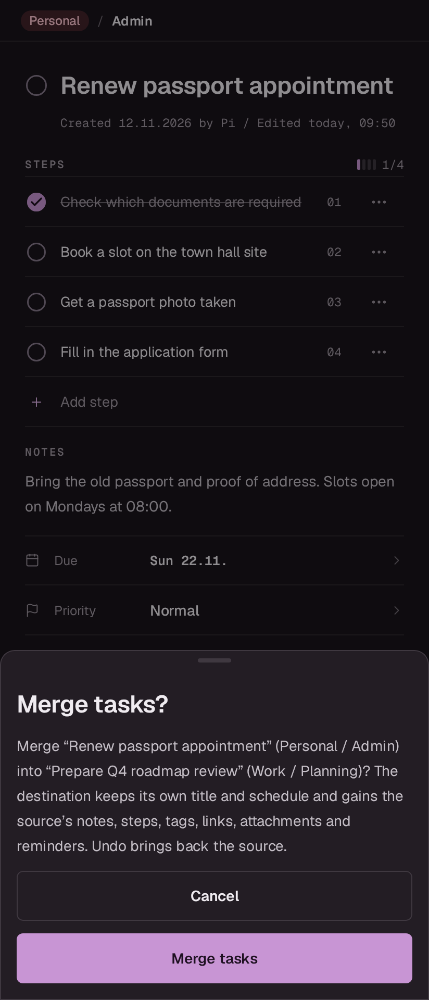 Personal / Admin
Renew passport appointment
Created 12.11.2026 by Pi / Edited today, 09:50
STEPS 1/4
Check which documents are required 01
Book a slot on the town hall site 02
Get a passport photo taken 03
Fill in the application form 04
+ Add step
NOTES
Bring the old passport and proof of address. Slots open
on Mondays at 08:00.
Due Sun 22.11.
Priority Normal
Merge tasks?
Merge “Renew passport appointment” (Personal / Admin)
into “Prepare Q4 roadmap review” (Work / Planning)? The
destination keeps its own title and schedule and gains the
source’s notes, steps, tags, links, attachments and
reminders. Undo brings back the source.
Cancel
Merge tasks